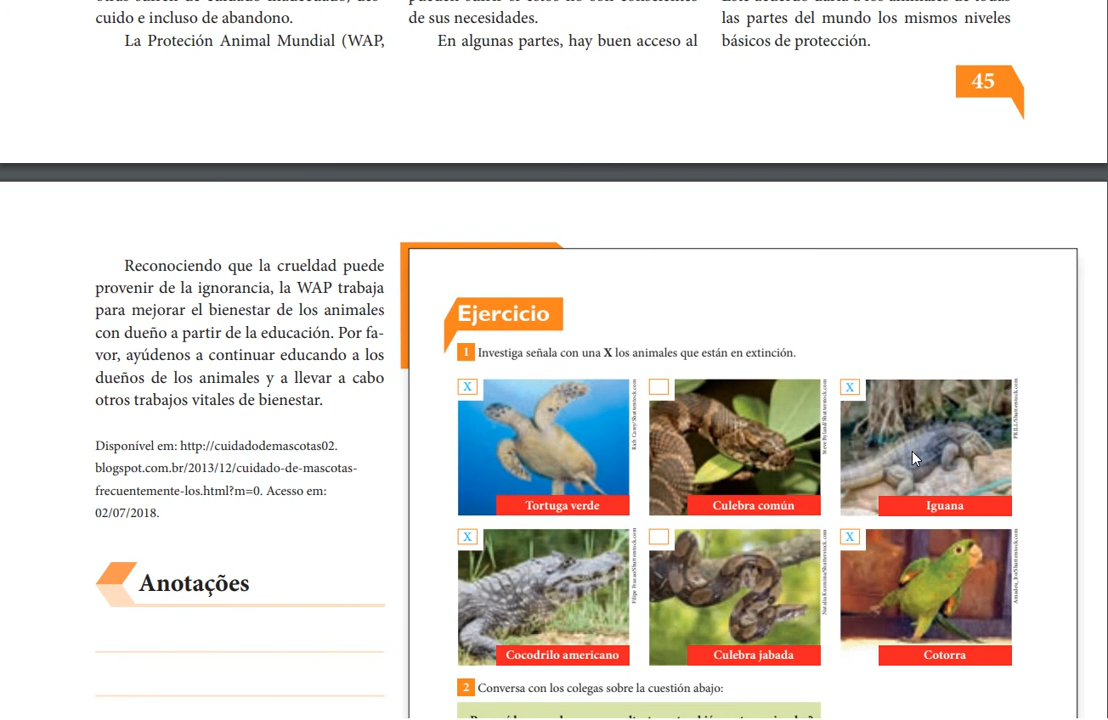 cuido e incluso de abandono.
La Proteción Animal Mundial (WAP,
de sus necesidades.
En algunas partes, hay buen acceso al
las partes del mundo los mismos niveles
básicos de protección.
45
Reconociendo que la crueldad puede
provenir de la ignorancia, la WAP trabaja
para mejorar el bienestar de los animales
con dueño a partir de la educación. Por fa-
vor, ayúdenos a continuar educando a los
dueños de los animales y a llevar a cabo
otros trabajos vitales de bienestar.
Disponível em: http://cuidadodemascotas02.
blogspot.com.br/2013/12/cuidado-de-mascotas-
frecuentemente-los.html?m=0. Acesso em:
02/07/2018.
Anotações
Ejercicio
1 Investiga señala con una X los animales que están en extinción.
X
Tortuga verde
Culebra común
X
Iguana
X
Cocodrilo americano
Culebra jabada
X
Cotorra
2 Conversa con los colegas sobre la cuestión abajo: